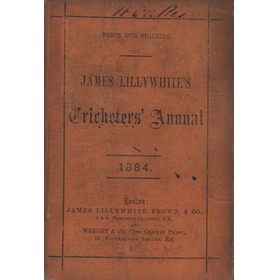 PRICE ONE SHILLING.
JAMES LILLYWHITE'S
Cricketers' Annual
1884.
London:
JAMES LILLYWHITE, FROWD, & CO.
AND
WRIGHT & CO (The Cricket Press),